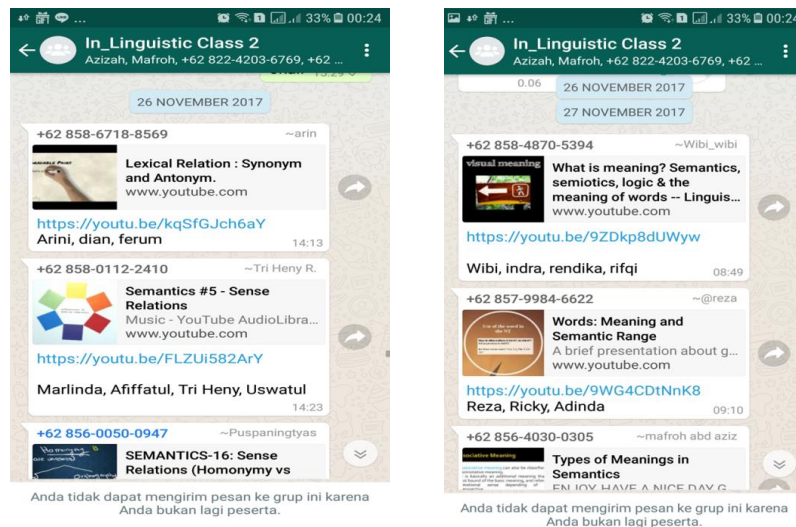 33% 00:24
In_Linguistic Class 2
Azizah, Mafroh, +62 822-4203-6769, +62 ...
26 NOVEMBER 2017
+62 858-6718-8569 ~arin
Lexical Relation : Synonym
and Antonym.
www.youtube.com
https://youtu.be/kqSfGJch6aY
Arini, dian, ferum 14:13
+62 858-0112-2410 ~Tri Heny R.
Semantics #5 - Sense
Relations
Music - YouTube AudioLibra...
www.youtube.com
https://youtu.be/FLZUi582ArY
Marlinda, Afiffatul, Tri Heny, Uswatul
14:23
+62 856-0050-0947 ~Puspaningtyas
SEMANTICS-16: Sense
Relations (Homonymy vs
Anda tidak dapat mengirim pesan ke grup ini karena
Anda bukan lagi peserta.
33% 00:24
In_Linguistic Class 2
Azizah, Mafroh, +62 822-4203-6769, +62 ...
0.06
26 NOVEMBER 2017
27 NOVEMBER 2017
+62 858-4870-5394 ~Wibi_wibi
visual meaning
What is meaning? Semantics,
semiotics, logic & the
meaning of words -- Linguis...
www.youtube.com
https://youtu.be/9ZDkp8dUWyw
Wibi, indra, rendika, rifqi 08:49
+62 857-9984-6622 ~@reza
Words: Meaning and
Semantic Range
A brief presentation about g...
www.youtube.com
https://youtu.be/9WG4CDtNnK8
Reza, Ricky, Adinda 09:10
+62 856-4030-0305 ~mafroh abd aziz
Types of Meanings in
Semantics
ENJOY HAVE A NICE DAY G
Anda tidak dapat mengirim pesan ke grup ini karena
Anda bukan lagi peserta.